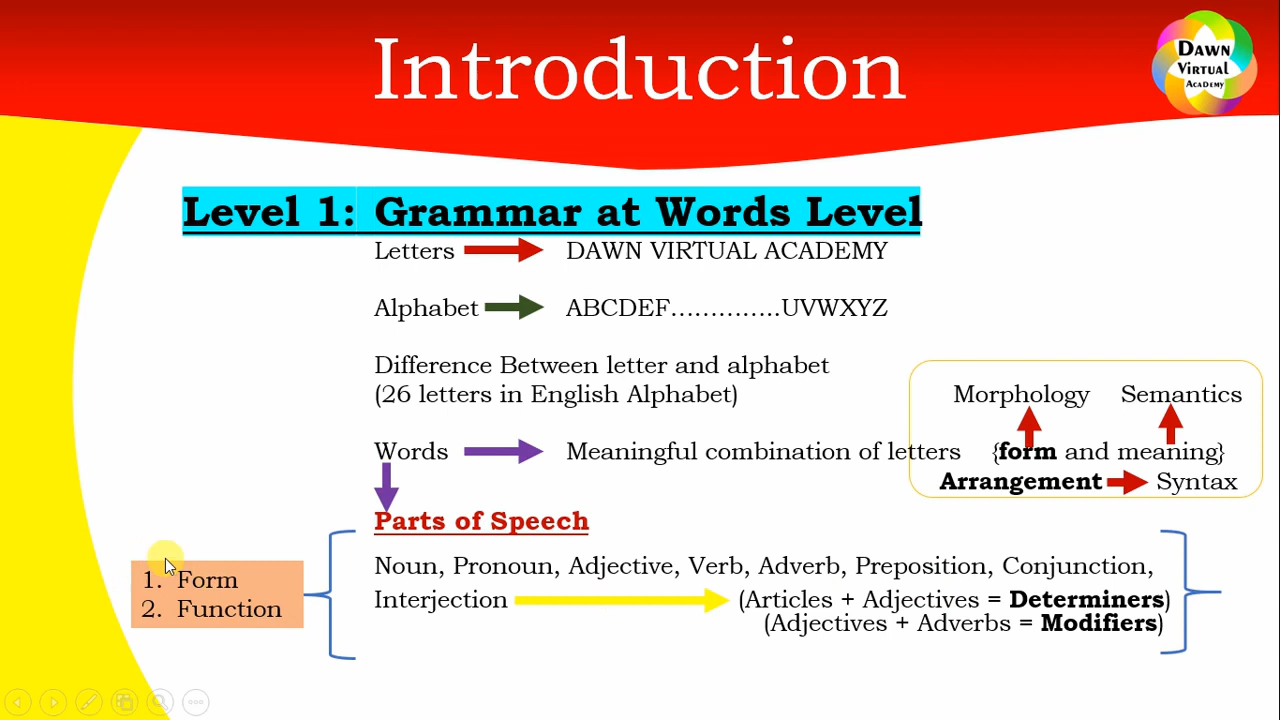 Introduction
DAWN
VIRTUAL
ACADEMY
Level 1: Grammar at Words Level
Letters DAWN VIRTUAL ACADEMY
Alphabet ABCDEF..............UVWXYZ
Difference Between letter and alphabet
(26 letters in English Alphabet)
Morphology Semantics
Words Meaningful combination of letters {form and meaning}
Arrangement Syntax
Parts of Speech
1. Form
2. Function
Noun, Pronoun, Adjective, Verb, Adverb, Preposition, Conjunction,
Interjection (Articles + Adjectives = Determiners)
(Adjectives + Adverbs = Modifiers)